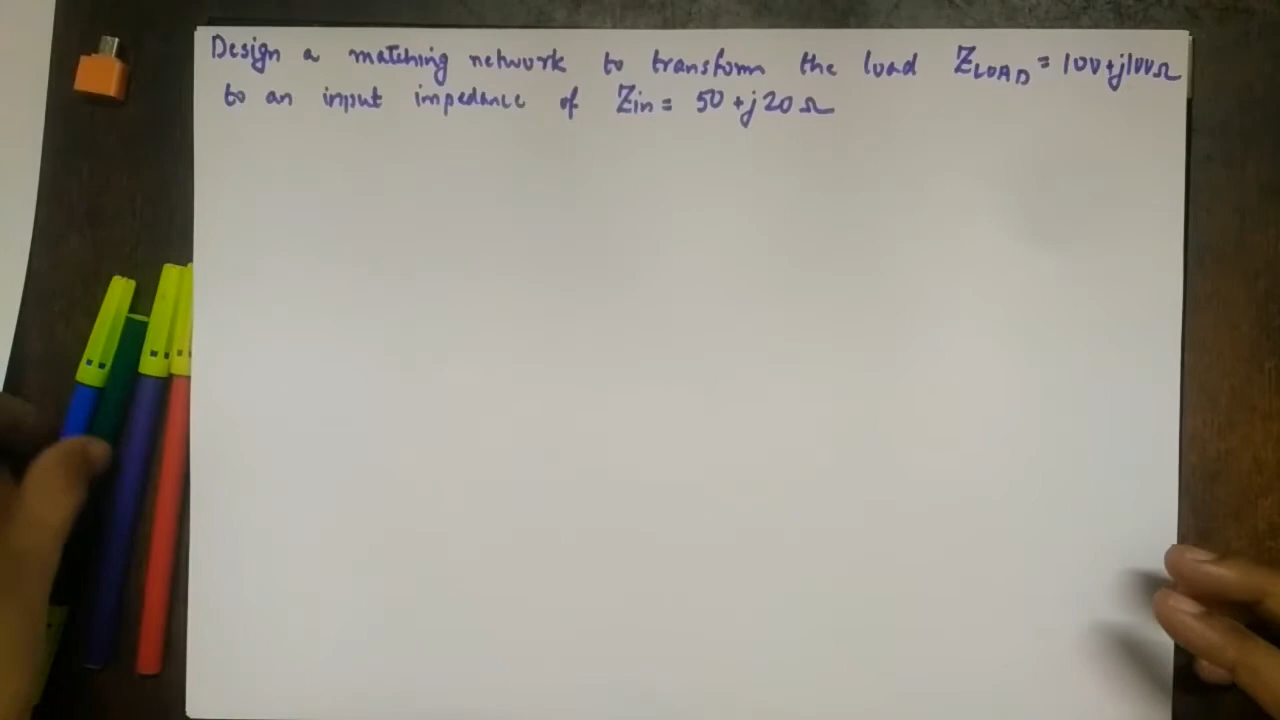 Design a matching network to transform the load ZLOAD = 100+j100Ω
to an input impedance of Zin = 50+j20Ω